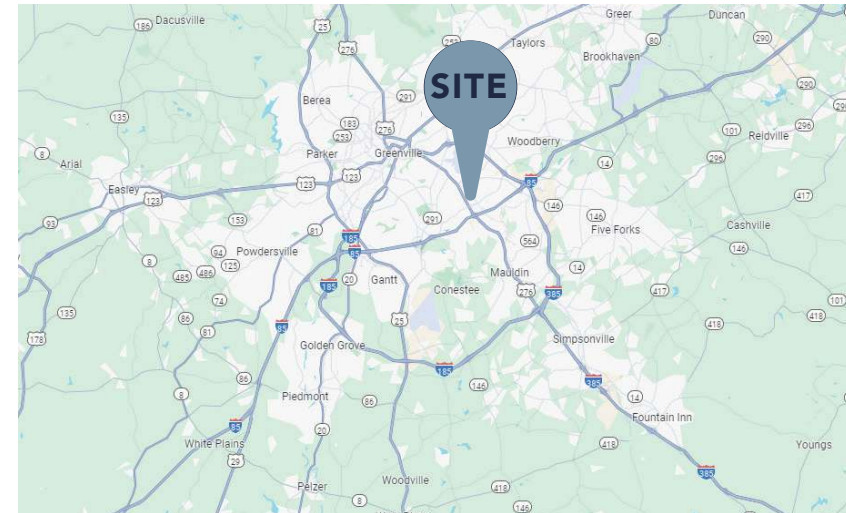 Greer
Duncan
186
Dacusville
25
276
253
Taylors
80
290
Brookhaven
SITE
290
Berea
291
135
183
253
276
101
Reidville
296
Woodberry
8
Parker
Greenville
296
Arial
14
123
123
85
Easley
123
417
146
93
153
81
291
146
Five Forks
Cashville
185
564
146
94
Powdersville
85
8
485
486
125
20
Gantt
Mauldin
14
185
Conestee
276
385
417
74
101
135
86
25
418
418
81
85
178
Golden Grove
Simpsonville
185
86
146
385
8
Piedmont
86
14
Fountain Inn
85
20
White Plains
418
Youngs
29
385
Pelzer
Woodville
418
8
146